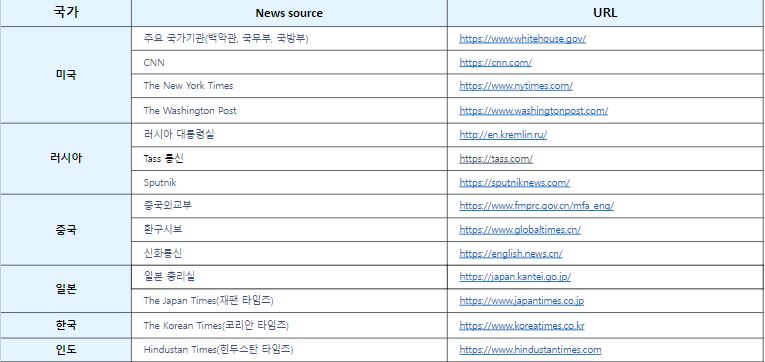 국가 News source URL
미국 주요 국가기관(백악관, 국무부, 국방부) https://www.whitehouse.gov/
CNN https://cnn.com/
The New York Times https://www.nytimes.com/
The Washington Post https://www.washingtonpost.com/
러시아 러시아 대통령실 http://en.kremlin.ru/
Tass 통신 https://tass.com/
Sputnik https://sputniknews.com/
중국 중국외교부 https://www.fmprc.gov.cn/mfa_eng/
환구시보 https://www.globaltimes.cn/
신화통신 https://english.news.cn/
일본 일본 총리실 https://japan.kantei.go.jp/
The Japan Times(재팬 타임즈) https://www.japantimes.co.jp
한국 The Korean Times(코리안 타임즈) https://www.koreatimes.co.kr
인도 Hindustan Times(힌두스탄 타임즈) https://www.hindustantimes.com